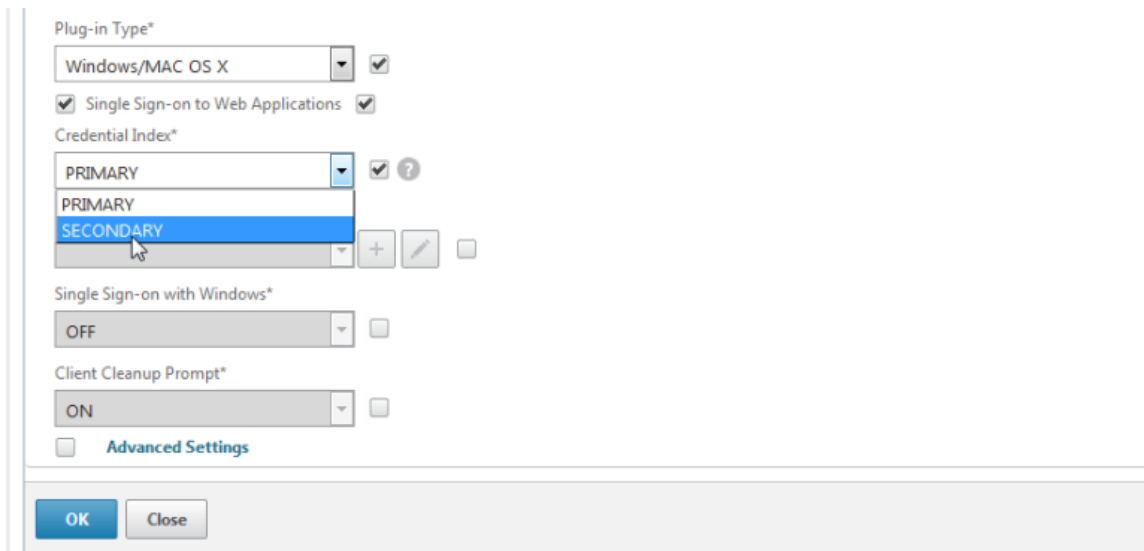 Plug-in Type*
Windows/MAC OS X
Single Sign-on to Web Applications
Credential Index*
PRIMARY
?
PRIMARY
SECONDARY
+
Single Sign-on with Windows*
OFF
Client Cleanup Prompt*
ON
Advanced Settings
OK Close